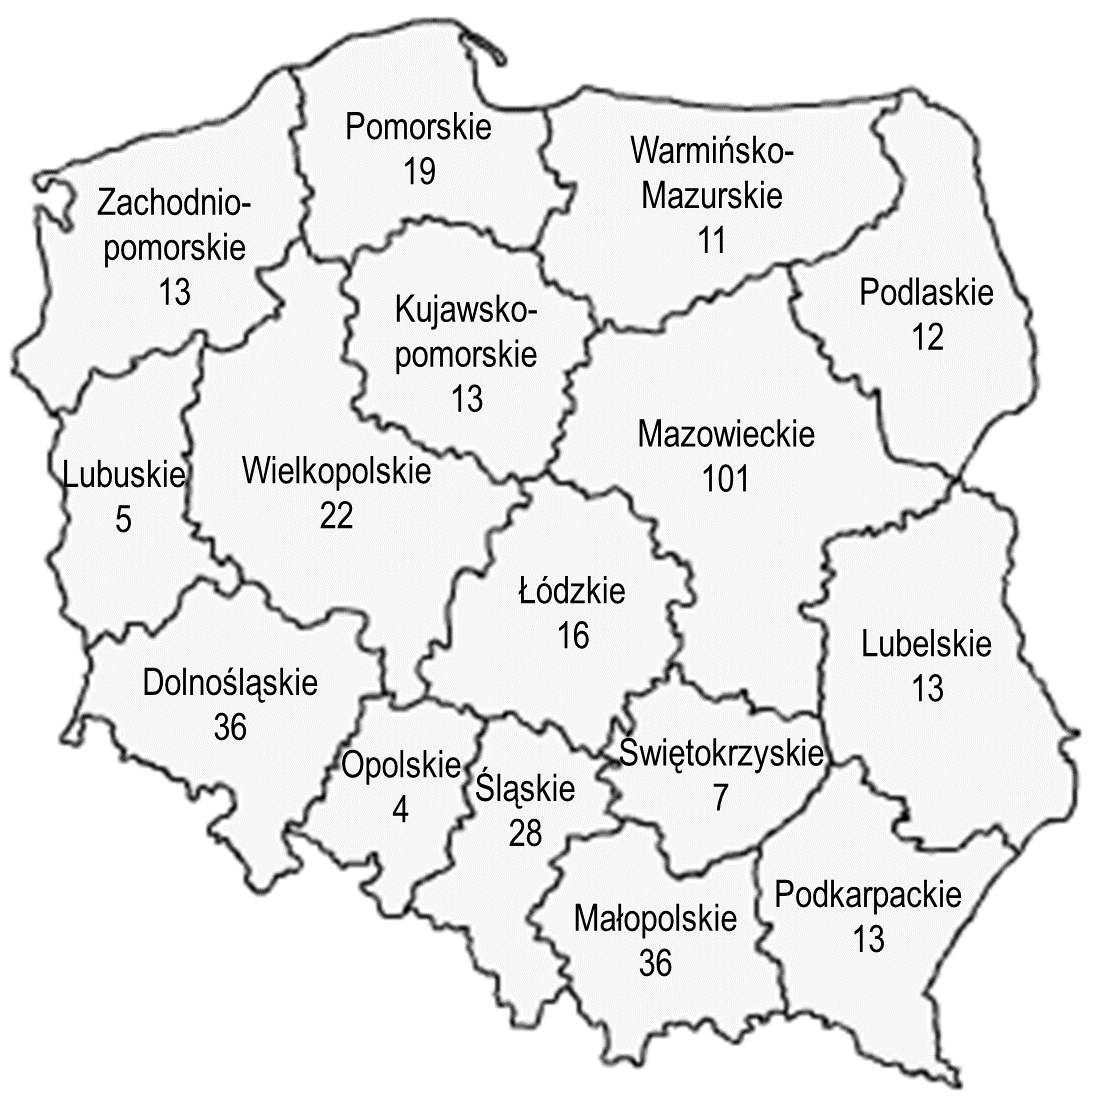 Pomorskie
19
Warmińsko-
Mazurskie
11
Zachodnio-
pomorskie
13
Podlaskie
12
Kujawsko-
pomorskie
13
Mazowieckie
101
Lubuskie
5
Wielkopolskie
22
Łódzkie
16
Lubelskie
13
Dolnośląskie
36
Opolskie
4
Śląskie
28
Świętokrzyskie
7
Małopolskie
36
Podkarpackie
13